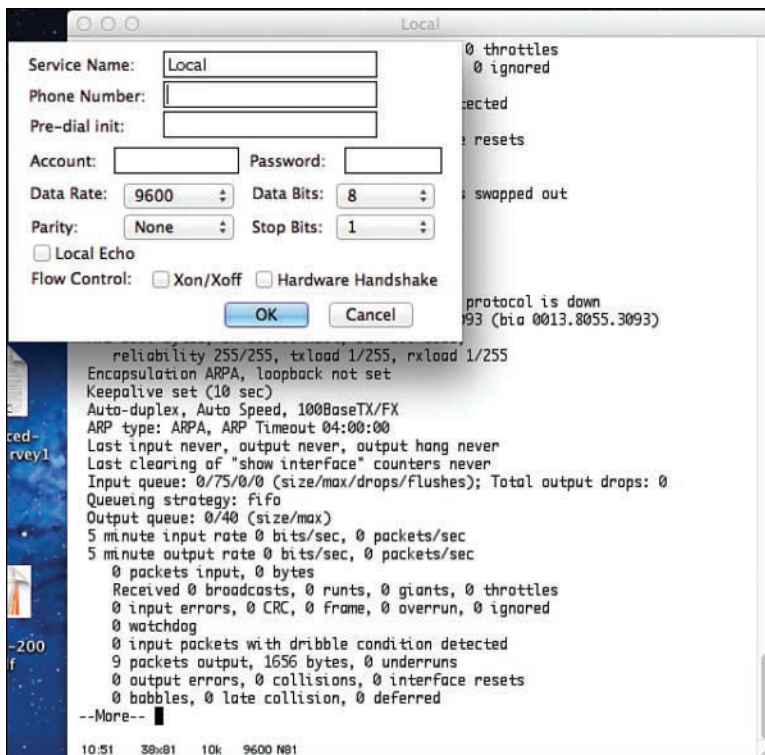 Local
Service Name: Local
Phone Number:
Pre-dial init:
Account: Password:
Data Rate: 9600 Data Bits: 8
Parity: None Stop Bits: 1
Local Echo
Flow Control: Xon/Xoff Hardware Handshake
OK Cancel
0 throttles
0 ignored
resets
swapped out
protocol is down
(bia 0013.8055.3093)
reliability 255/255, txload 1/255, rxload 1/255
Encapsulation ARPA, loopback not set
Keepalive set (10 sec)
Auto-duplex, Auto Speed, 100BaseTX/FX
ARP type: ARPA, ARP Timeout 04:00:00
Last input never, output never, output hang never
Last clearing of "show interface" counters never
Input queue: 0/75/0/0 (size/max/drops/flushes); Total output drops: 0
Queueing strategy: fifo
Output queue: 0/40 (size/max)
5 minute input rate 0 bits/sec, 0 packets/sec
5 minute output rate 0 bits/sec, 0 packets/sec
0 packets input, 0 bytes
Received 0 broadcasts, 0 runts, 0 giants, 0 throttles
0 input errors, 0 CRC, 0 frame, 0 overrun, 0 ignored
0 watchdog
0 input packets with dribble condition detected
9 packets output, 1656 bytes, 0 underruns
0 output errors, 0 collisions, 0 interface resets
0 babbles, 0 late collision, 0 deferred
--More--
10:51 38x81 10k 9600 N81
ced-
rvey1
-200